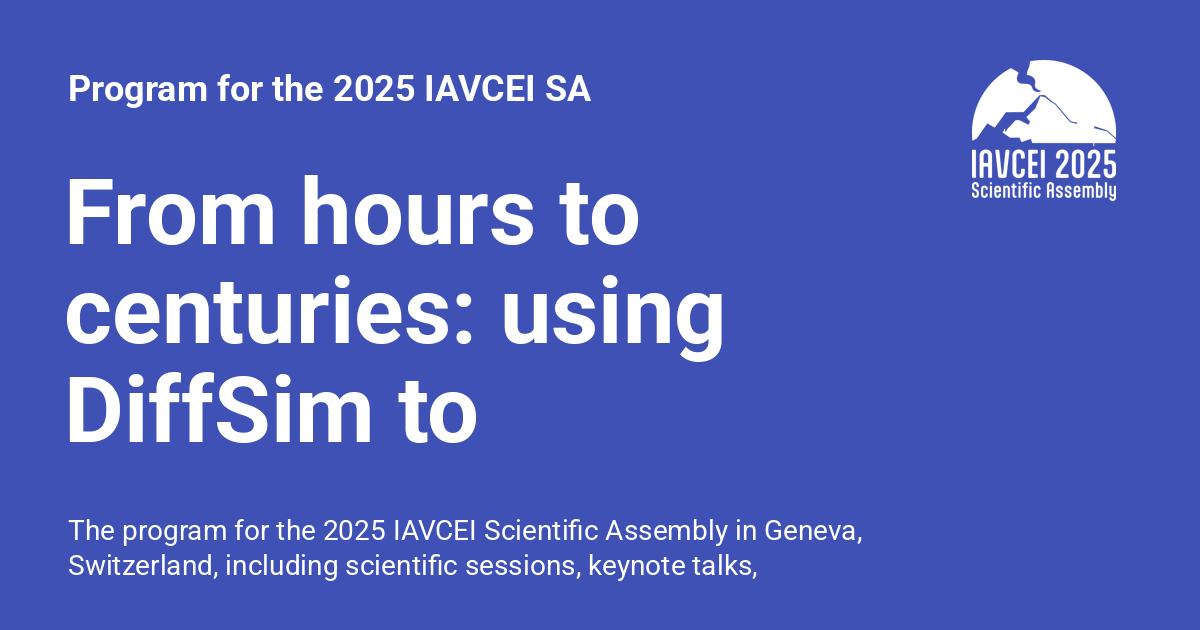 Program for the 2025 IAVCEI SA
IAVCEI 2025
Scientific Assembly
From hours to
centuries: using
DiffSim to
The program for the 2025 IAVCEI Scientific Assembly in Geneva,
Switzerland, including scientific sessions, keynote talks,